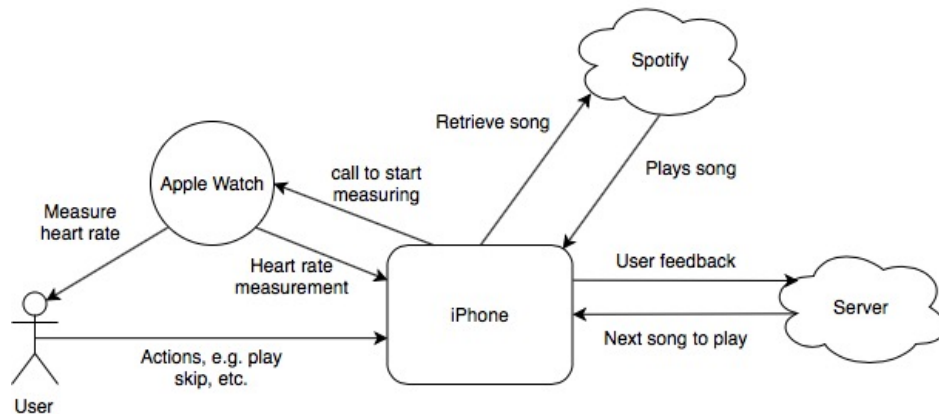 Spotify
Retrieve song
Plays song
call to start
measuring
Apple Watch
Measure
heart rate
Heart rate
measurement
User feedback
iPhone
Server
Next song to play
Actions, e.g. play
skip, etc.
User